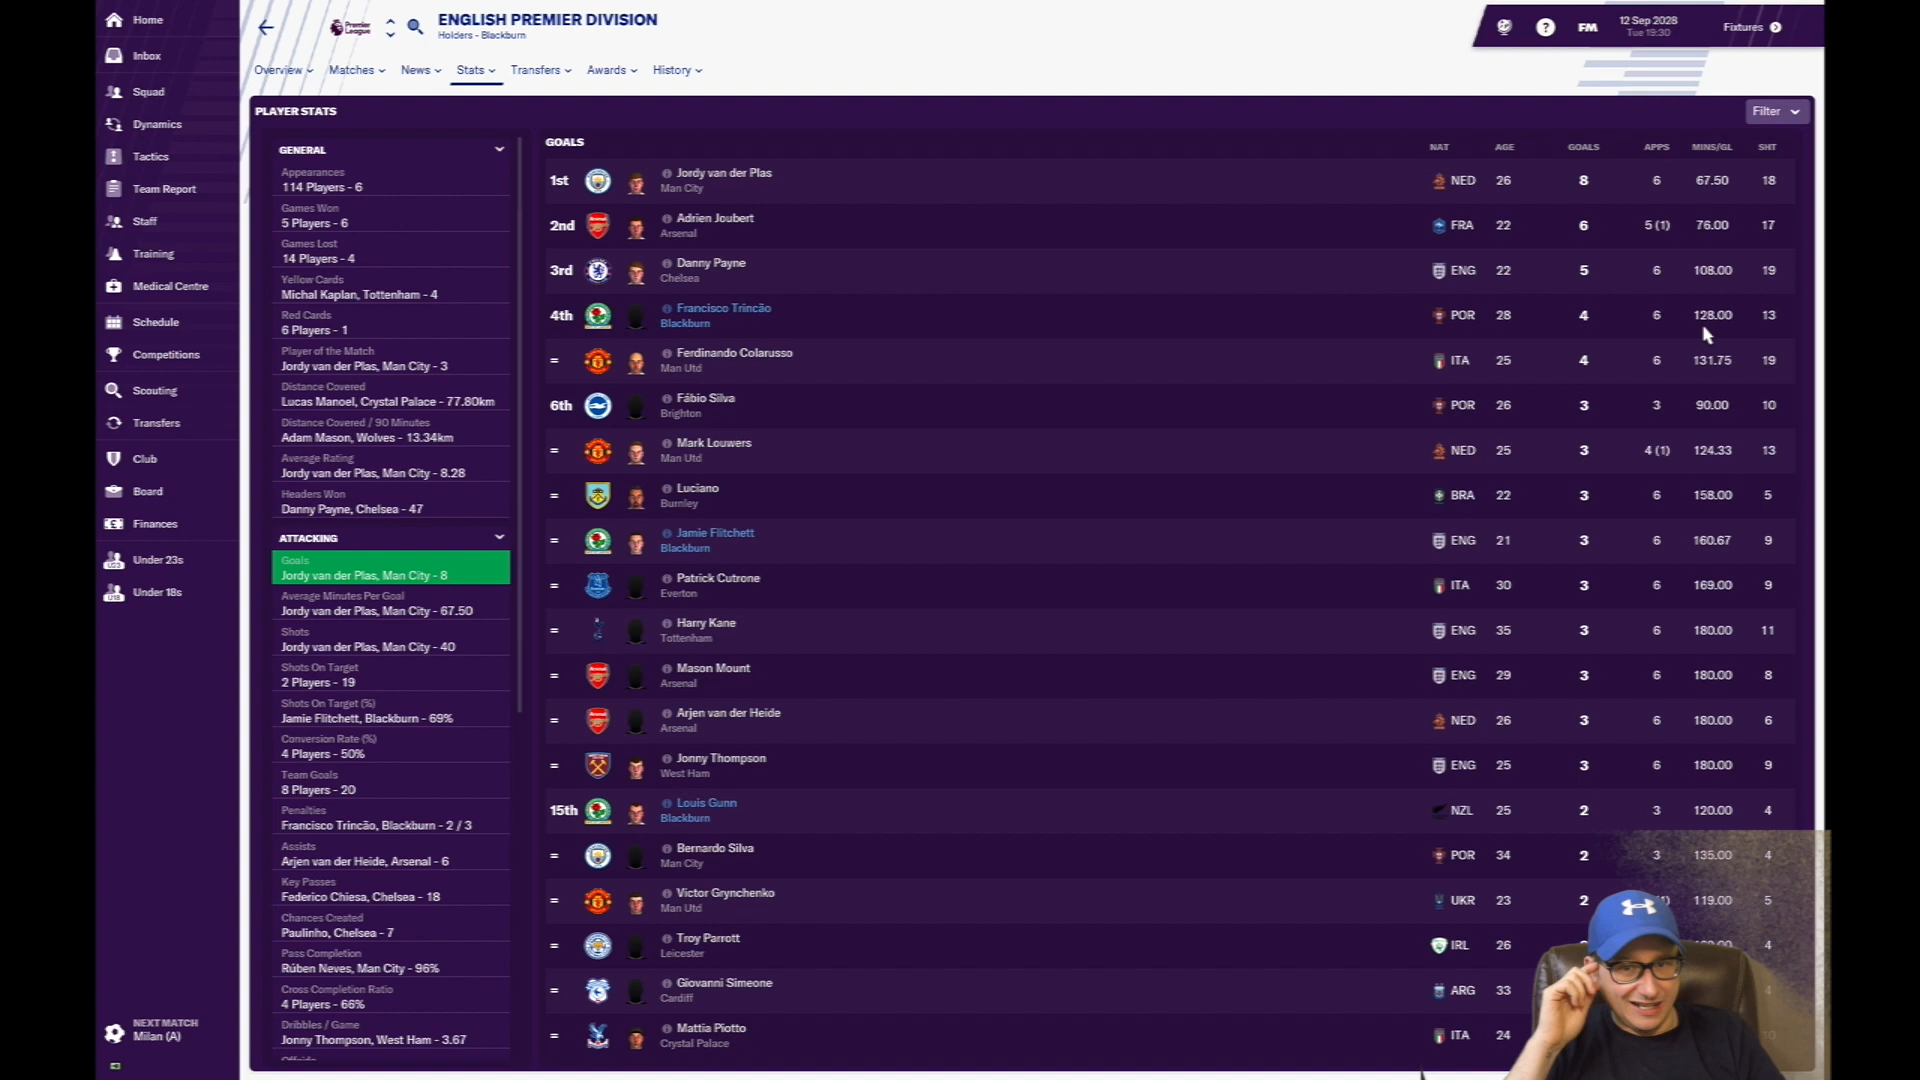 Home
Inbox
Squad
Dynamics
Tactics
Team Report
Staff
Training
Medical Centre
Schedule
Competitions
Scouting
Transfers
Club
Board
Finances
Under 23s
Under 18s
NEXT MATCH
Milan (A)
Premier League
ENGLISH PREMIER DIVISION
Holders - Blackburn
FM
12 Sep 2028
Tue 19:30
Fixtures
Overview
Matches
News
Stats
Transfers
Awards
History
PLAYER STATS
Filter
GENERAL
Appearances
114 Players - 6
Games Won
5 Players - 6
Games Lost
14 Players - 4
Yellow Cards
Michal Kaplan, Tottenham - 4
Red Cards
6 Players - 1
Player of the Match
Jordy van der Plas, Man City - 3
Distance Covered
Lucas Manoel, Crystal Palace - 77.80km
Distance Covered / 90 Minutes
Adam Mason, Wolves - 13.34km
Average Rating
Jordy van der Plas, Man City - 8.28
Headers Won
Danny Payne, Chelsea - 47
ATTACKING
Goals
Jordy van der Plas, Man City - 8
Average Minutes Per Goal
Jordy van der Plas, Man City - 67.50
Shots
Jordy van der Plas, Man City - 40
Shots On Target
2 Players - 19
Shots On Target (%)
Jamie Flitchett, Blackburn - 69%
Conversion Rate (%)
4 Players - 50%
Team Goals
8 Players - 20
Penalties
Francisco Trincão, Blackburn - 2 / 3
Assists
Arjen van der Heide, Arsenal - 6
Key Passes
Federico Chiesa, Chelsea - 18
Chances Created
Paulinho, Chelsea - 7
Pass Completion
Rúben Neves, Man City - 96%
Cross Completion Ratio
4 Players - 66%
Dribbles / Game
Jonny Thompson, West Ham - 3.67
GOALS NAT AGE GOALS APPS MINS/GL SHT
1st Jordy van der Plas NED 26 8 6 67.50 18
Man City
2nd Adrien Joubert FRA 22 6 5 (1) 76.00 17
Arsenal
3rd Danny Payne ENG 22 5 6 108.00 19
Chelsea
4th Francisco Trincão POR 28 4 6 128.00 13
Blackburn
= Ferdinando Colarusso ITA 25 4 6 131.75 19
Man Utd
6th Fábio Silva POR 26 3 3 90.00 10
Brighton
= Mark Louwers NED 25 3 4 (1) 124.33 13
Man Utd
= Luciano BRA 22 3 6 158.00 5
Burnley
= Jamie Flitchett ENG 21 3 6 160.67 9
Blackburn
= Patrick Cutrone ITA 30 3 6 169.00 9
Everton
= Harry Kane ENG 35 3 6 180.00 11
Tottenham
= Mason Mount ENG 29 3 6 180.00 8
Arsenal
= Arjen van der Heide NED 26 3 6 180.00 6
Arsenal
= Jonny Thompson ENG 25 3 6 180.00 9
West Ham
15th Louis Gunn NZL 25 2 3 120.00 4
Blackburn
= Bernardo Silva POR 34 2 3 135.00 4
Man City
= Victor Grynchenko UKR 23 2 119.00 5
Man Utd
= Troy Parrott IRL 26 4
Leicester
= Giovanni Simeone ARG 33 4
Cardiff
= Mattia Piotto ITA 24
Crystal Palace